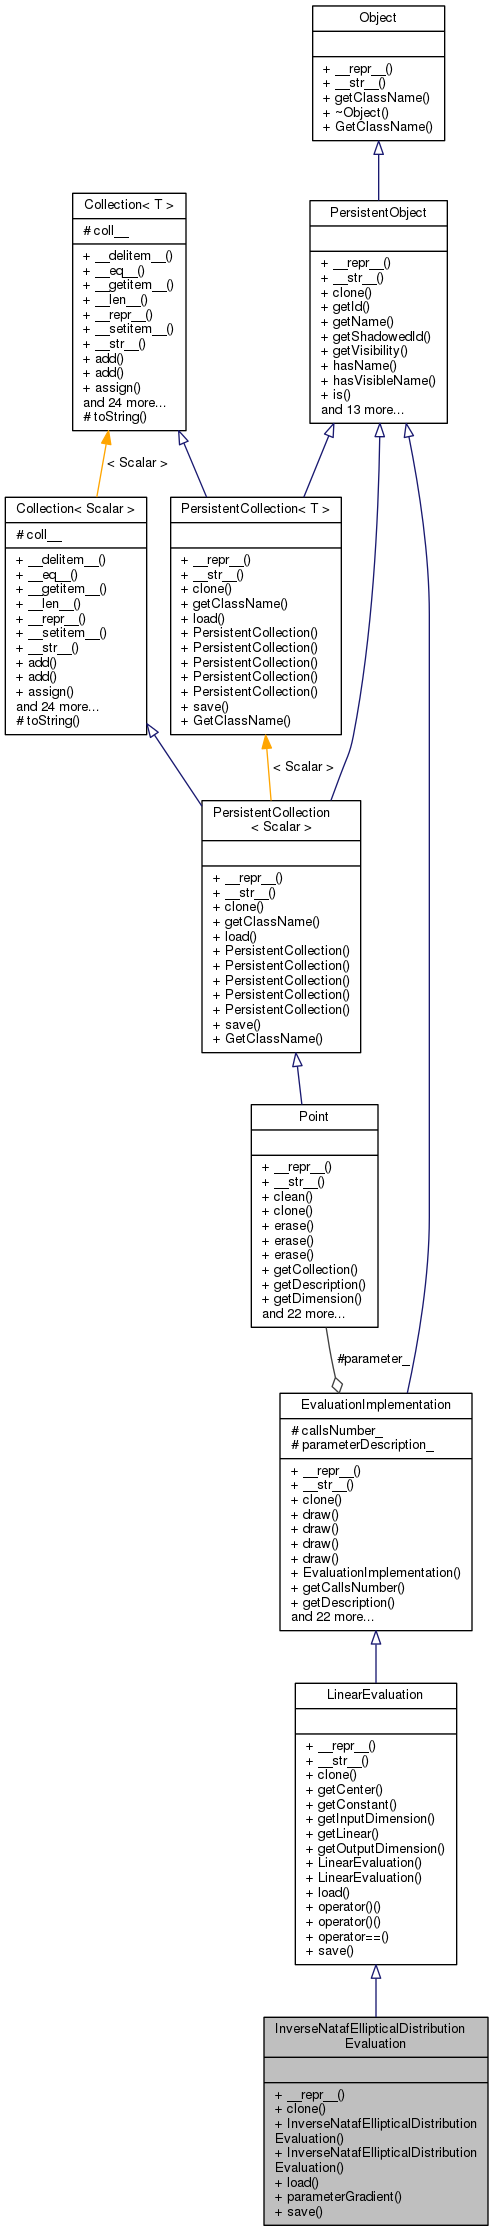 Object
+ __repr__()
+ __str__()
+ getClassName()
+ ~Object()
+ GetClassName()
Collection< T >
# coll__
+ __delitem__()
+ __eq__()
+ __getitem__()
+ __len__()
+ __repr__()
+ __setitem__()
+ __str__()
+ add()
+ add()
+ assign()
and 24 more...
# toString()
PersistentObject
+ __repr__()
+ __str__()
+ clone()
+ getId()
+ getName()
+ getShadowedId()
+ getVisibility()
+ hasName()
+ hasVisibleName()
+ is()
and 13 more...
< Scalar >
Collection< Scalar >
# coll__
+ __delitem__()
+ __eq__()
+ __getitem__()
+ __len__()
+ __repr__()
+ __setitem__()
+ __str__()
+ add()
+ add()
+ assign()
and 24 more...
# toString()
PersistentCollection< T >
+ __repr__()
+ __str__()
+ clone()
+ getClassName()
+ load()
+ PersistentCollection()
+ PersistentCollection()
+ PersistentCollection()
+ PersistentCollection()
+ PersistentCollection()
+ save()
+ GetClassName()
< Scalar >
PersistentCollection
< Scalar >
+ __repr__()
+ __str__()
+ clone()
+ getClassName()
+ load()
+ PersistentCollection()
+ PersistentCollection()
+ PersistentCollection()
+ PersistentCollection()
+ PersistentCollection()
+ save()
+ GetClassName()
Point
+ __repr__()
+ __str__()
+ clean()
+ clone()
+ erase()
+ erase()
+ erase()
+ getCollection()
+ getDescription()
+ getDimension()
and 22 more...
#parameter_
EvaluationImplementation
# callsNumber_
# parameterDescription_
+ __repr__()
+ __str__()
+ clone()
+ draw()
+ draw()
+ draw()
+ draw()
+ EvaluationImplementation()
+ getCallsNumber()
+ getDescription()
and 22 more...
LinearEvaluation
+ __repr__()
+ __str__()
+ clone()
+ getCenter()
+ getConstant()
+ getInputDimension()
+ getLinear()
+ getOutputDimension()
+ LinearEvaluation()
+ LinearEvaluation()
+ load()
+ operator()()
+ operator()()
+ operator==()
+ save()
InverseNatafEllipticalDistribution
Evaluation
+ __repr__()
+ clone()
+ InverseNatafEllipticalDistribution
Evaluation()
+ InverseNatafEllipticalDistribution
Evaluation()
+ load()
+ parameterGradient()
+ save()